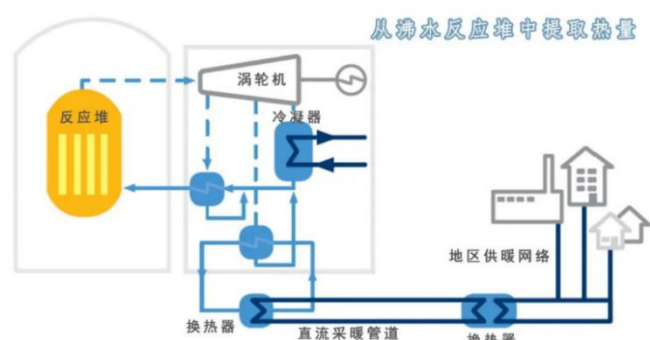 从沸水反应堆中提取热量
涡轮机
反应堆
冷凝器
地区供暖网络
换热器
直流采暖管道
换热器